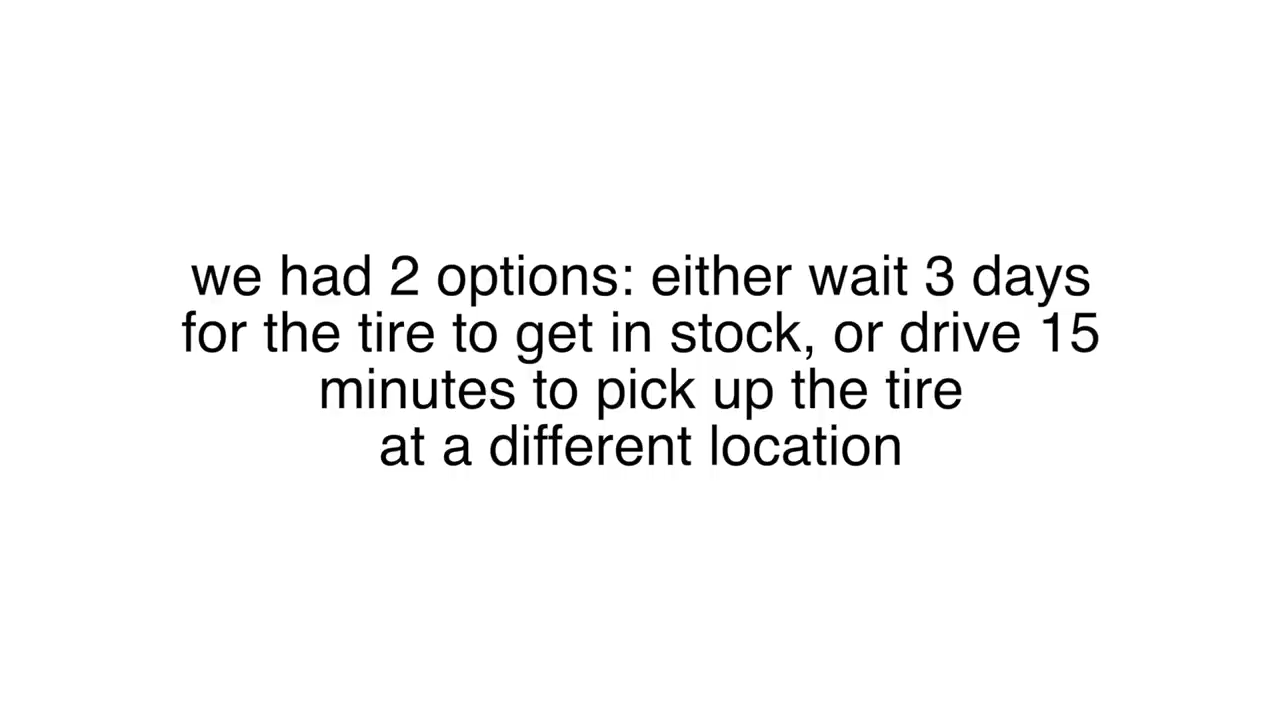 we had 2 options: either wait 3 days
for the tire to get in stock, or drive 15
minutes to pick up the tire
at a different location